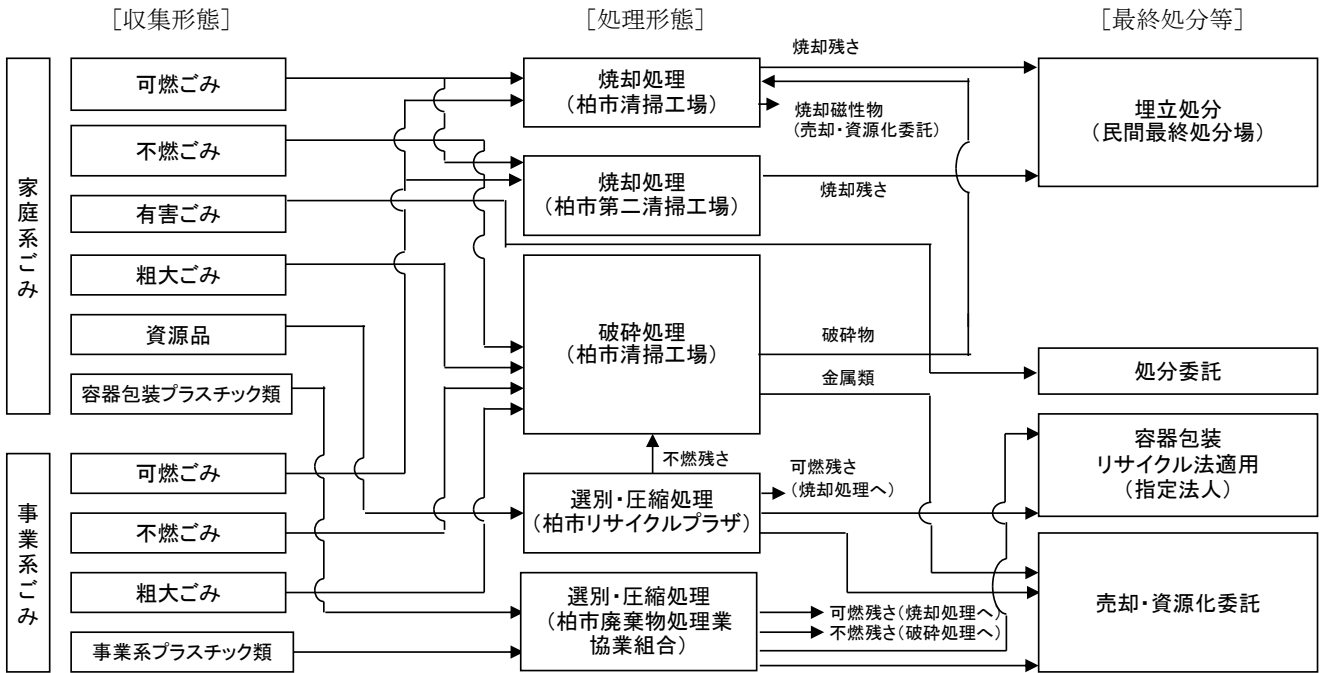 ［収集形態］
［処理形態］
［最終処分等］
家庭系ごみ
可燃ごみ
不燃ごみ
有害ごみ
粗大ごみ
資源品
容器包装プラスチック類
事業系ごみ
可燃ごみ
不燃ごみ
粗大ごみ
事業系プラスチック類
焼却処理
（柏市清掃工場）
焼却処理
（柏市第二清掃工場）
破砕処理
（柏市清掃工場）
不燃残さ
選別・圧縮処理
（柏市リサイクルプラザ）
選別・圧縮処理
（柏市廃棄物処理業
協業組合）
焼却残さ
焼却磁性物
（売却・資源化委託）
焼却残さ
破砕物
金属類
可燃残さ
（焼却処理へ）
可燃残さ（焼却処理へ）
不燃残さ（破砕処理へ）
埋立処分
（民間最終処分場）
処分委託
容器包装
リサイクル法適用
（指定法人）
売却・資源化委託